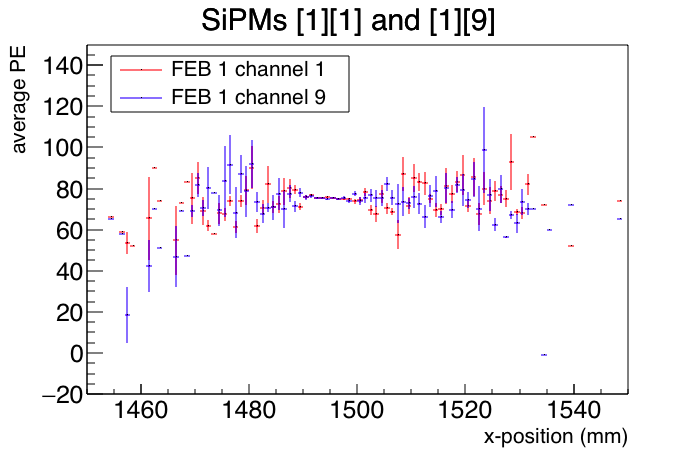 SiPMs [1][1] and [1][9]
average PE
FEB 1 channel 1
FEB 1 channel 9
140
120
100
80
60
40
20
0
−20
1460 1480 1500 1520 1540
x-position (mm)